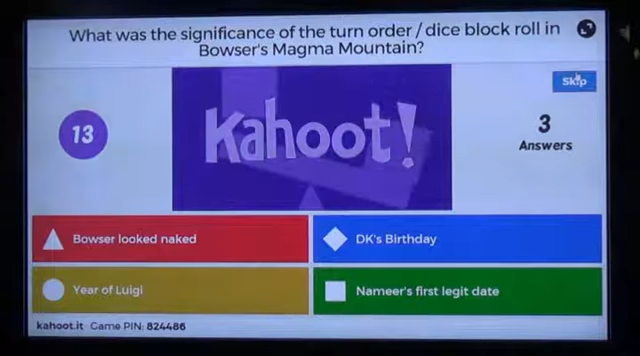 What was the significance of the turn order / dice block roll in
Bowser's Magma Mountain?
Skip
13
Kahoot!
3
Answers
Bowser looked naked
DK's Birthday
Year of Luigi
Nameer's first legit date
kahoot.it Game PIN: 824486